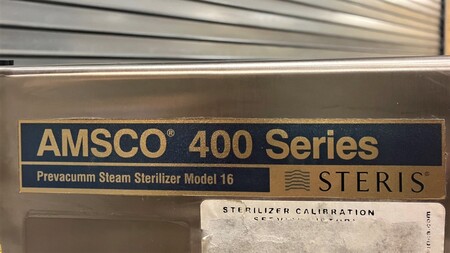 AMSCO® 400 Series
Prevacumm Steam Sterilizer Model 16
STERIS®
STERILIZER CALIBRATION